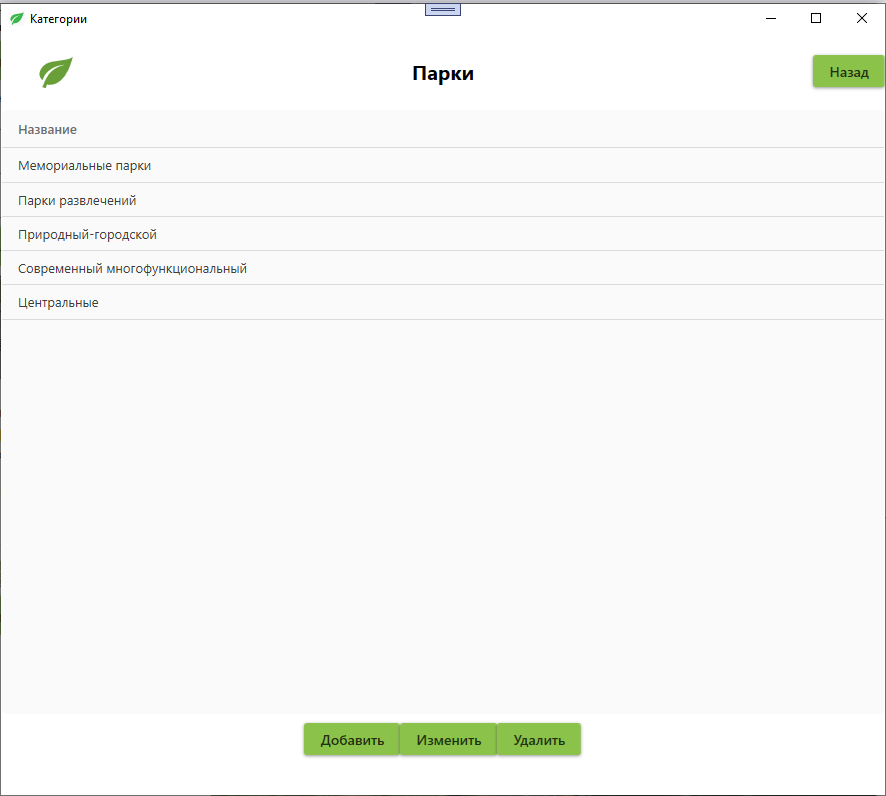 Категории
Парки
Назад
Название
Мемориальные парки
Парки развлечений
Природный-городской
Современный многофункциональный
Центральные
Добавить Изменить Удалить